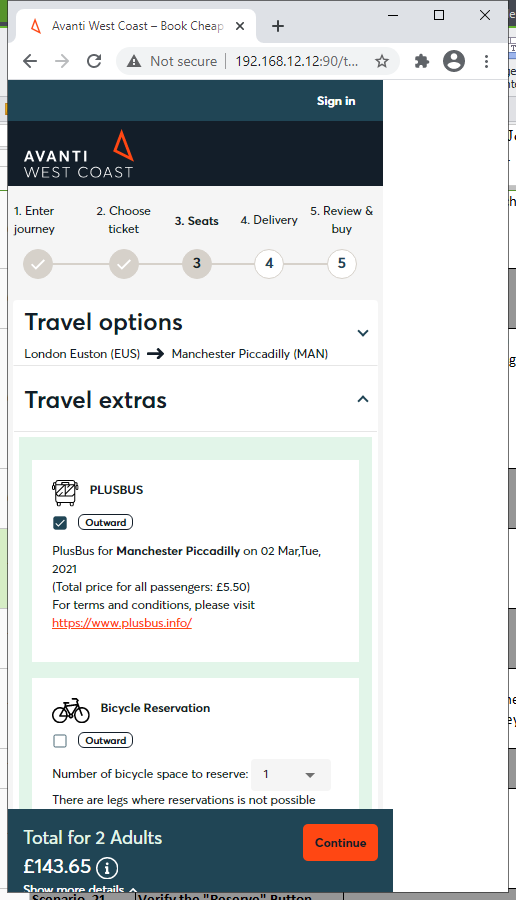 Avanti West Coast – Book Cheap
Not secure | 192.168.12.12:90/t...
Sign in
AVANTI
WEST COAST
1. Enter journey
2. Choose ticket
3. Seats
4. Delivery
5. Review & buy
3
4
5
Travel options
London Euston (EUS) → Manchester Piccadilly (MAN)
Travel extras
PLUSBUS
Outward
PlusBus for Manchester Piccadilly on 02 Mar,Tue,
2021
(Total price for all passengers: £5.50)
For terms and conditions, please visit
https://www.plusbus.info/
Bicycle Reservation
Outward
Number of bicycle space to reserve: 1
There are legs where reservations is not possible
Total for 2 Adults
£143.65
Continue
Show more details
Scenario 21 Verify the "Reserve" Button